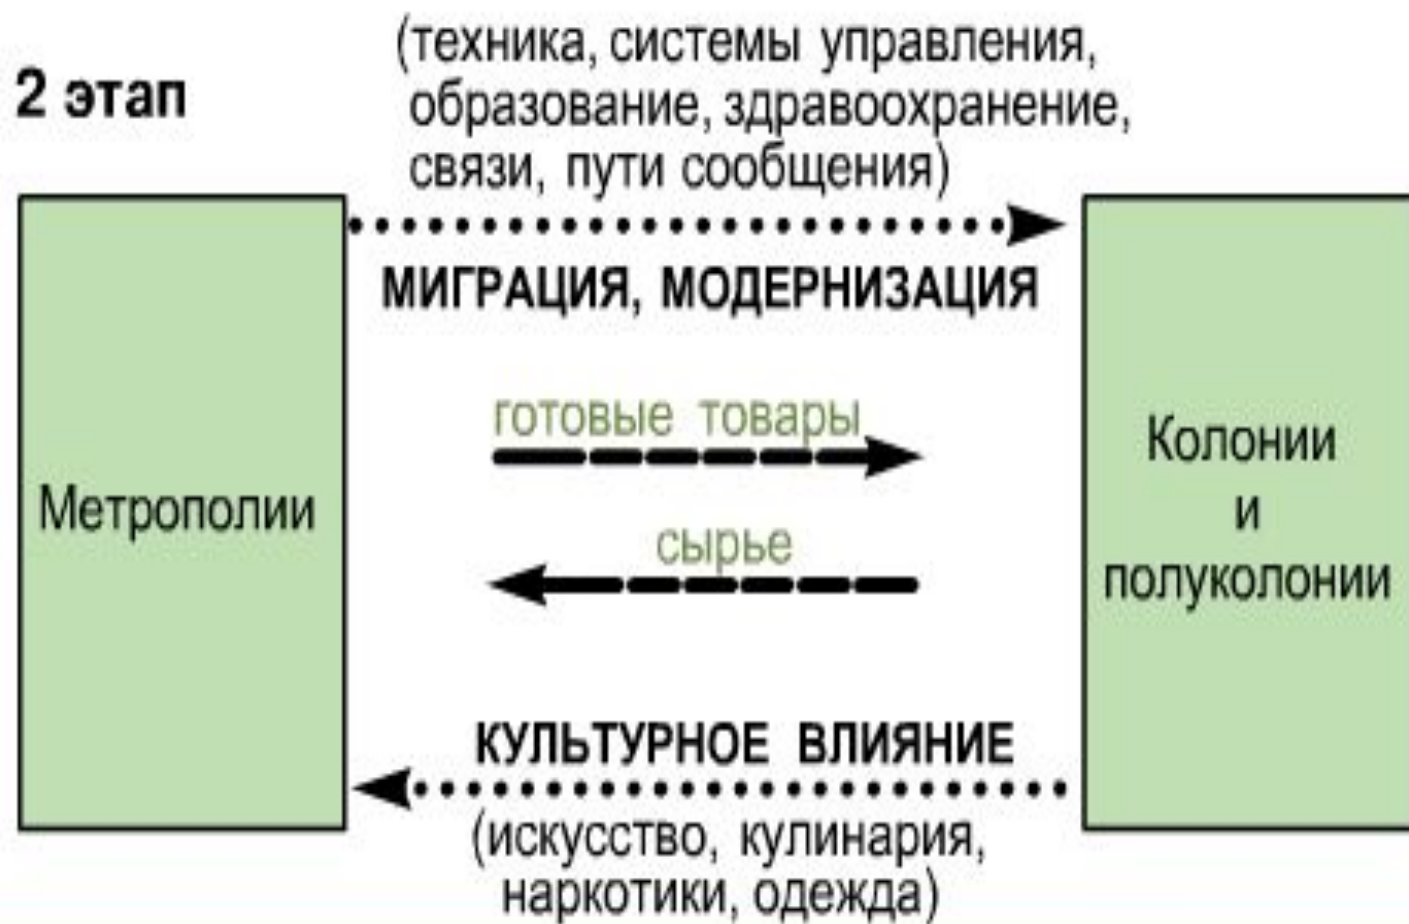 2 этап
(техника, системы управления,
образование, здравоохранение,
связи, пути сообщения)
МИГРАЦИЯ, МОДЕРНИЗАЦИЯ
Метрополии
готовые товары
сырье
Колонии
и
полуколонии
КУЛЬТУРНОЕ ВЛИЯНИЕ
(искусство, кулинария,
наркотики, одежда)